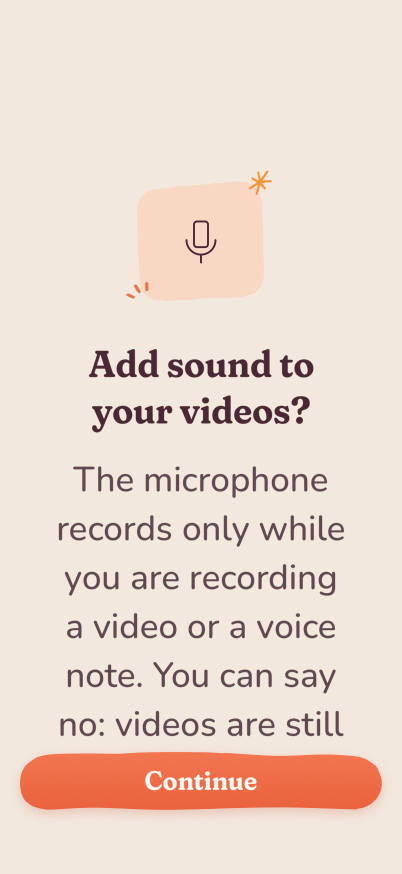 Add sound to
your videos?
The microphone
records only while
you are recording
a video or a voice
note. You can say
no: videos are still
Continue